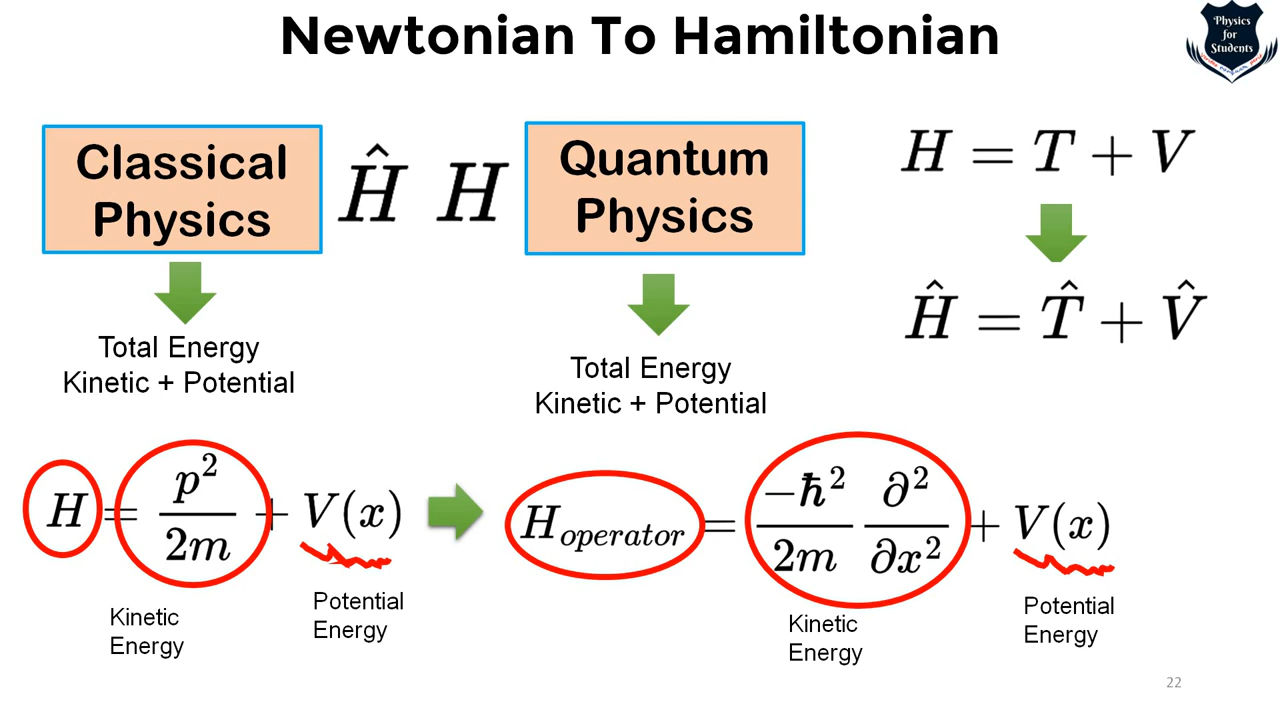 Newtonian To Hamiltonian
Physics
for
Students
Classical
Physics
Ĥ H
Quantum
Physics
H = T + V
Ĥ = T̂ + V̂
Total Energy
Kinetic + Potential
Total Energy
Kinetic + Potential
H = p²/2m + V(x)
H_operator = -ħ²/2m ∂²/∂x² + V(x)
Kinetic
Energy
Potential
Energy
Kinetic
Energy
Potential
Energy
22